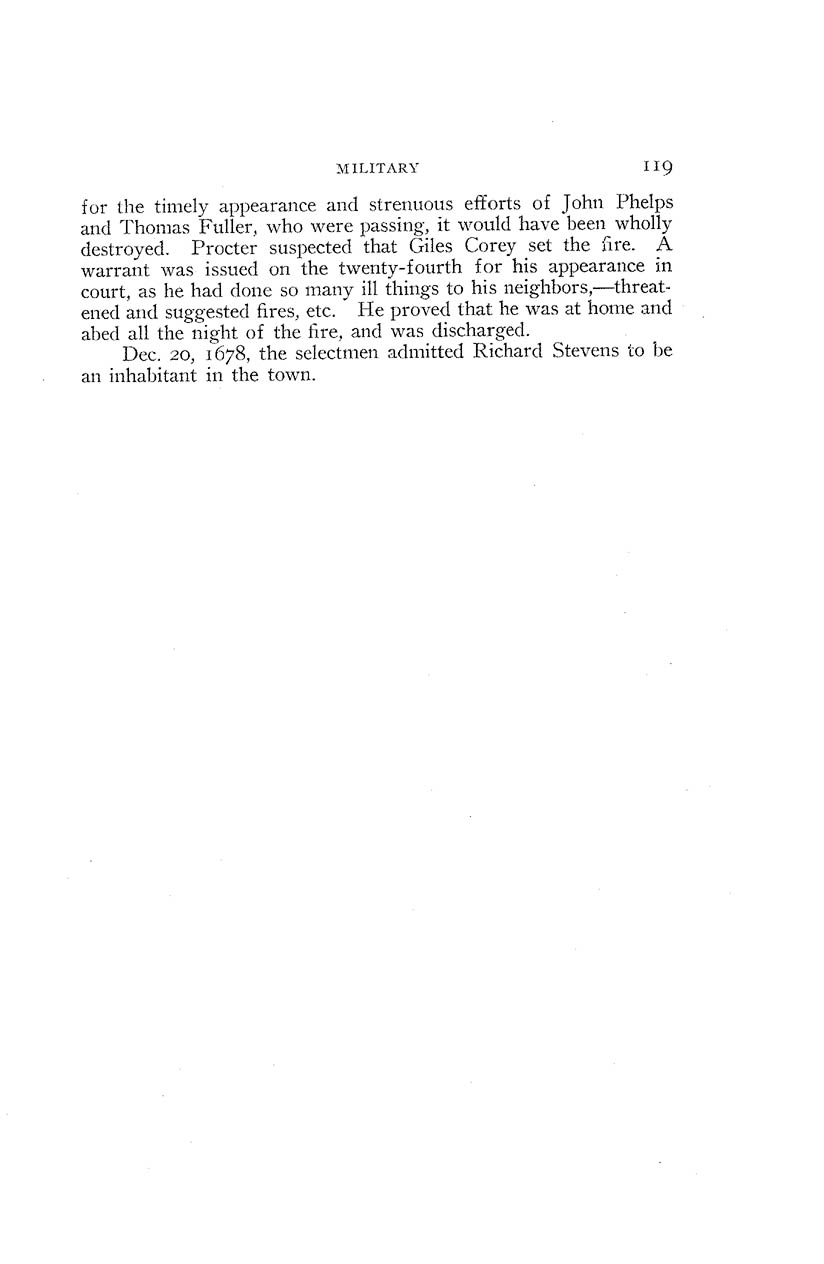 MILITARY 119
for the timely appearance and strenuous efforts of John Phelps
and Thomas Fuller, who were passing, it would have been wholly
destroyed. Procter suspected that Giles Corey set the fire. A
warrant was issued on the twenty-fourth for his appearance in
court, as he had done so many ill things to his neighbors,—threat-
ened and suggested fires, etc. He proved that he was at home and
abed all the night of the fire, and was discharged.
Dec. 20, 1678, the selectmen admitted Richard Stevens to be
an inhabitant in the town.